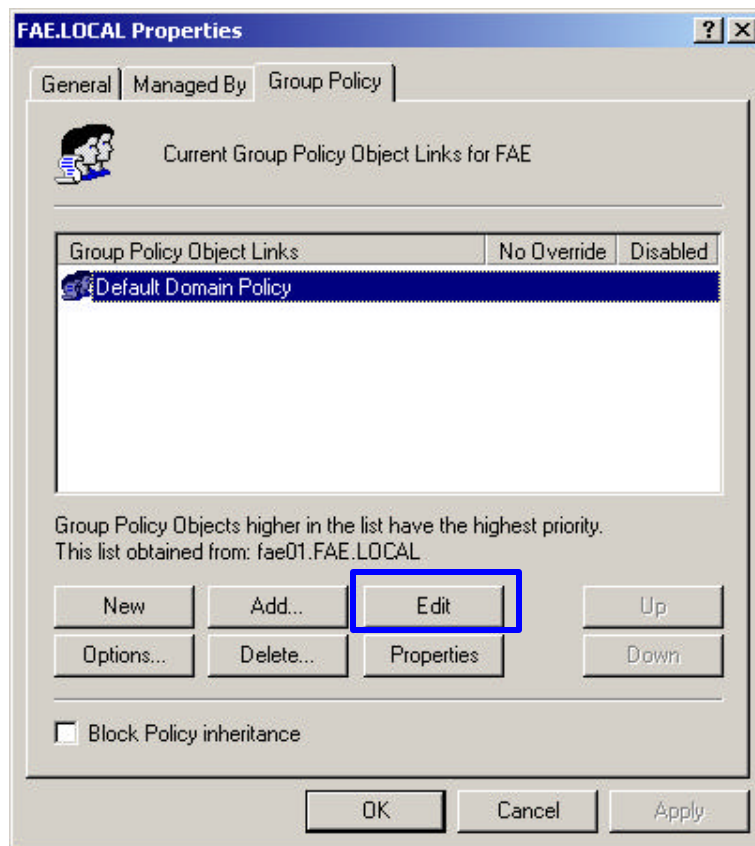 FAE.LOCAL Properties
General Managed By Group Policy
Current Group Policy Object Links for FAE
Group Policy Object Links No Override Disabled
Default Domain Policy
Group Policy Objects higher in the list have the highest priority.
This list obtained from: fae01.FAE.LOCAL
New Add... Edit Up
Options... Delete... Properties Down
Block Policy inheritance
OK Cancel Apply